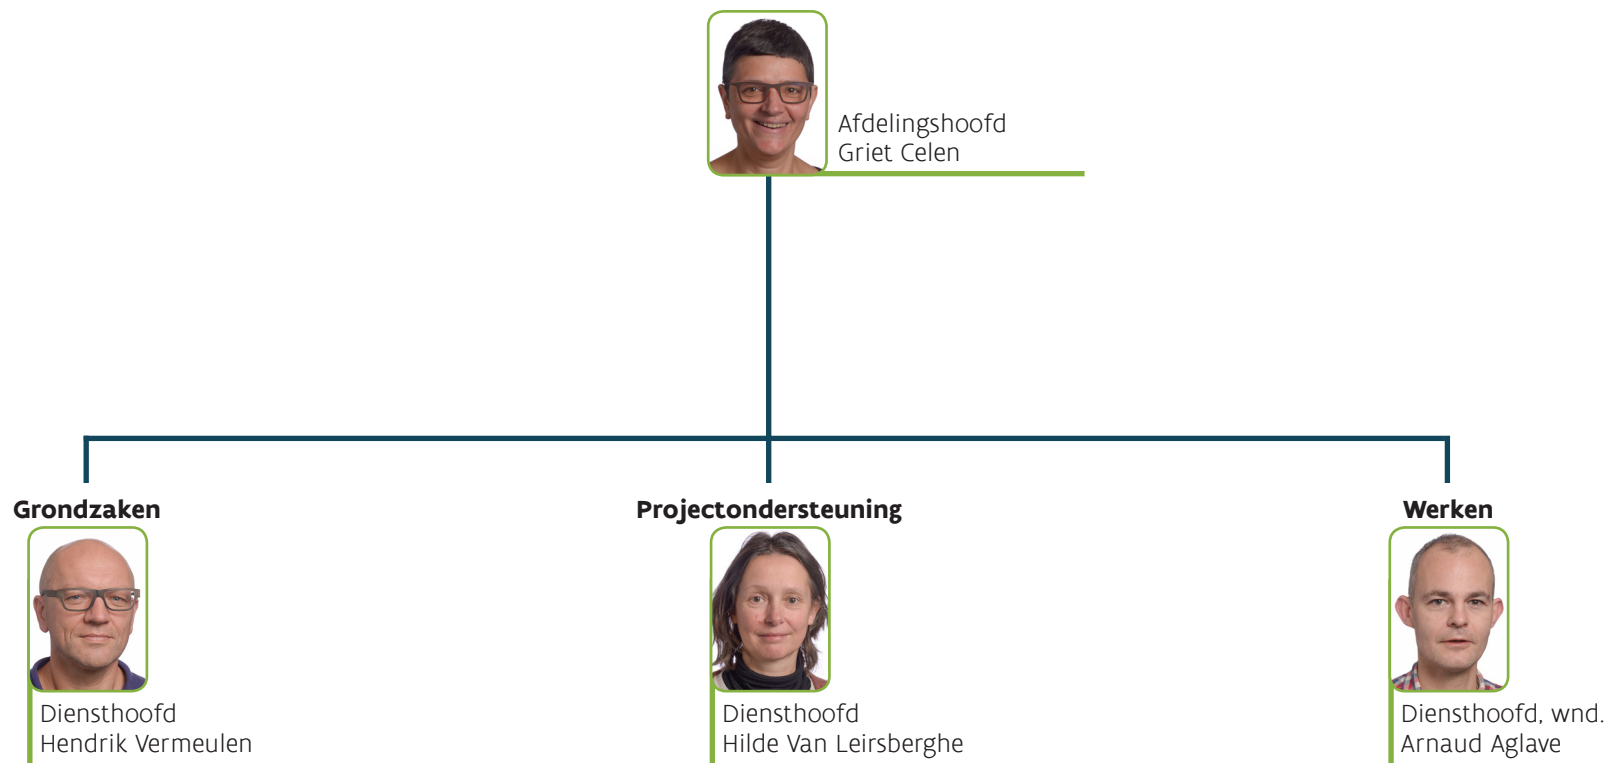 Afdelingshoofd
Griet Celen
Grondzaken
Projectondersteuning
Werken
Diensthoofd
Hendrik Vermeulen
Diensthoofd
Hilde Van Leirsberghe
Diensthoofd, wnd.
Arnaud Aglave